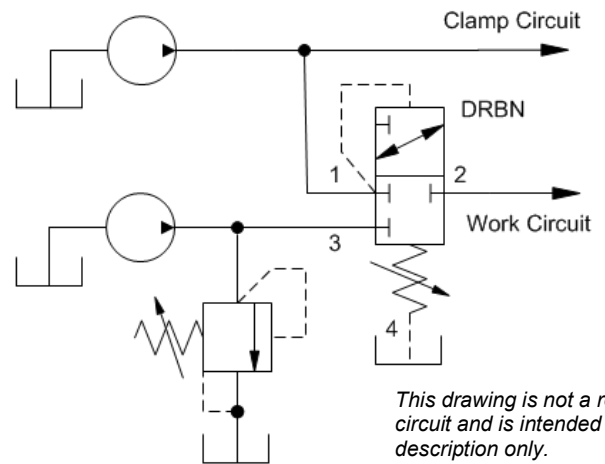 Clamp Circuit
DRBN
1
2
Work Circuit
3
4
This drawing is not a
circuit and is intended
description only.